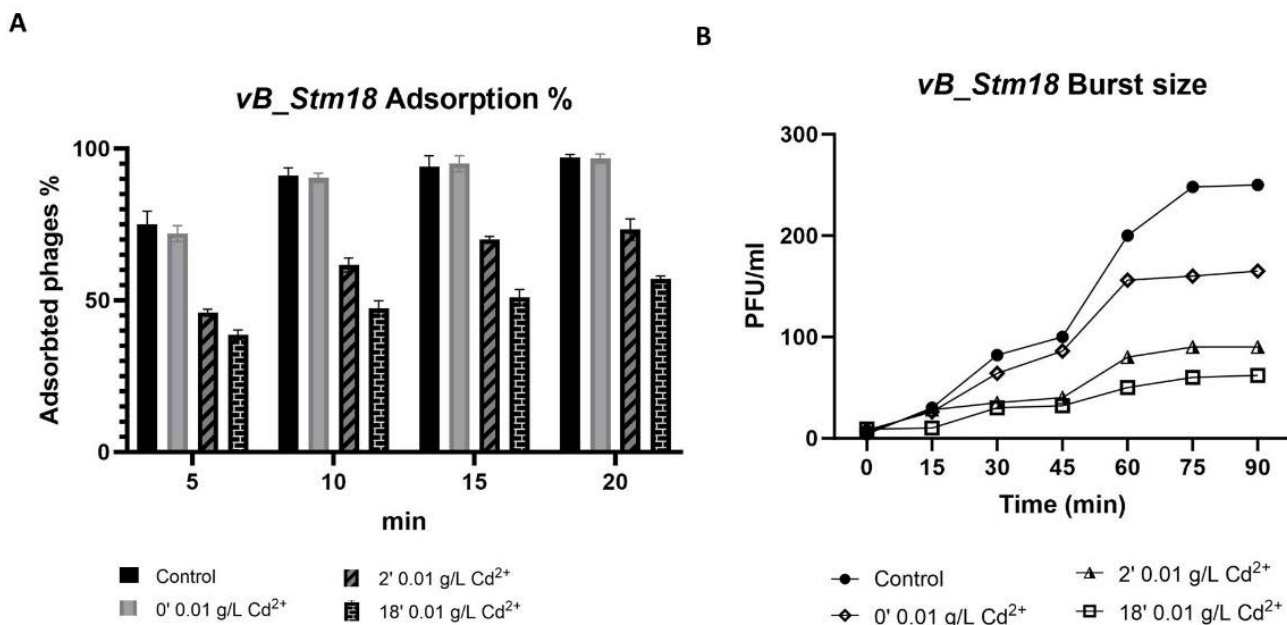 A
vB_Stm18 Adsorption %
Adsorbed phages %
100
50
0
5 10 15 20
min
Control
0' 0.01 g/L Cd²⁺
2' 0.01 g/L Cd²⁺
18' 0.01 g/L Cd²⁺
B
vB_Stm18 Burst size
PFU/ml
300
200
100
0
0 15 30 45 60 75 90
Time (min)
Control
0' 0.01 g/L Cd²⁺
2' 0.01 g/L Cd²⁺
18' 0.01 g/L Cd²⁺